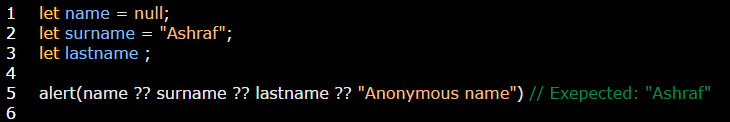 1 let name = null;
2 let surname = "Ashraf";
3 let lastname ;
4
5 alert(name ?? surname ?? lastname ?? "Anonymous name") // Exepected: "Ashraf"
6